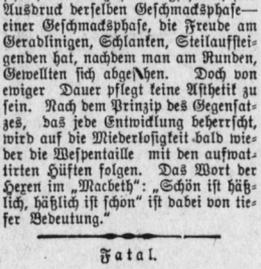 Ausdruck derselben Geschmacksphase—
einer Geschmacksphase, die Freude am
Geradlinigen, Schlanken, Steilaufstei-
genden hat, nachdem man am Runden,
Gewellten sich abgesehen. Doch von
ewiger Dauer pflegt keine Ästhetik zu
sein. Nach dem Prinzip des Gegensat-
zes, das jede Entwicklung beherrscht,
wird auf die Miederlosigkeit bald wie-
der die Wespentaille mit den aufwat-
tirten Hüften folgen. Das Wort der
Hexen im „Macbeth“: „Schön ist häß-
lich, häßlich ist schön“ ist dabei von tie-
fer Bedeutung.“
Fatal.